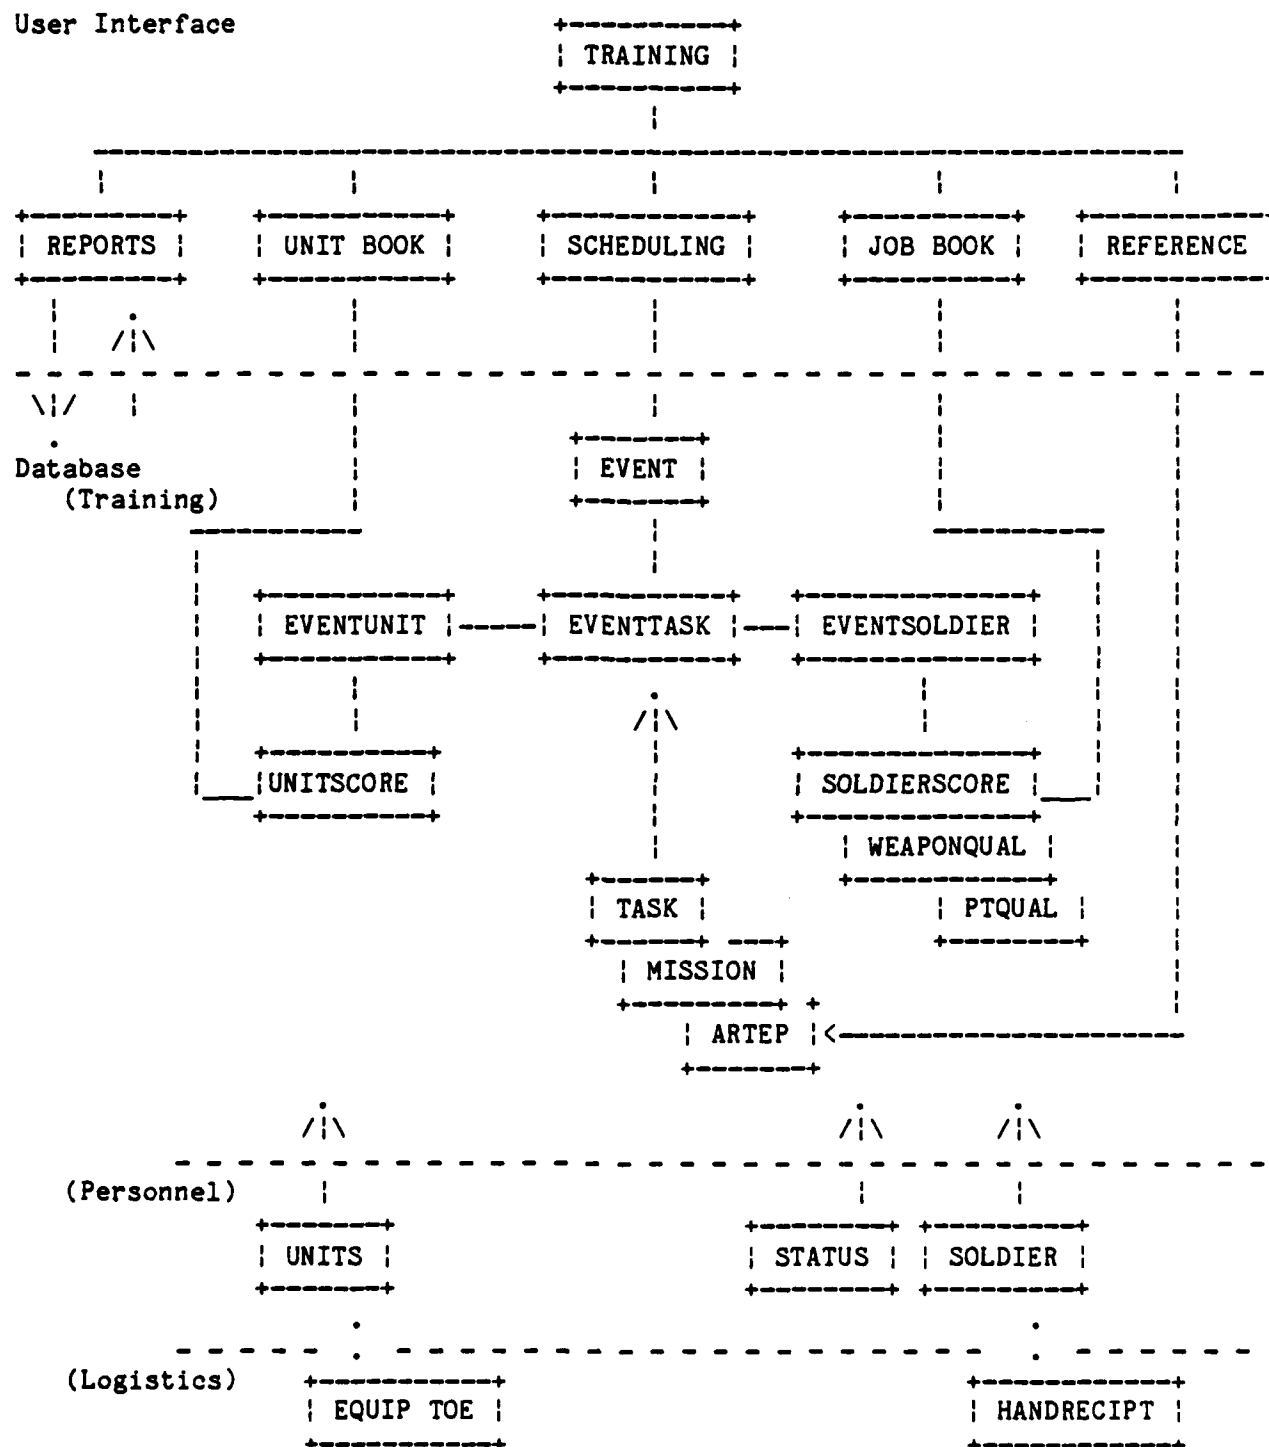 User Interface
TRAINING
REPORTS UNIT BOOK SCHEDULING JOB BOOK REFERENCE
Database
(Training)
EVENT
EVENTUNIT EVENTTASK EVENTSOLDIER
UNITSCORE SOLDIERSCORE
WEAPONQUAL
TASK PTQUAL
MISSION
ARTEP
(Personnel)
UNITS STATUS SOLDIER
(Logistics)
EQUIP TOE HANDRECIPT